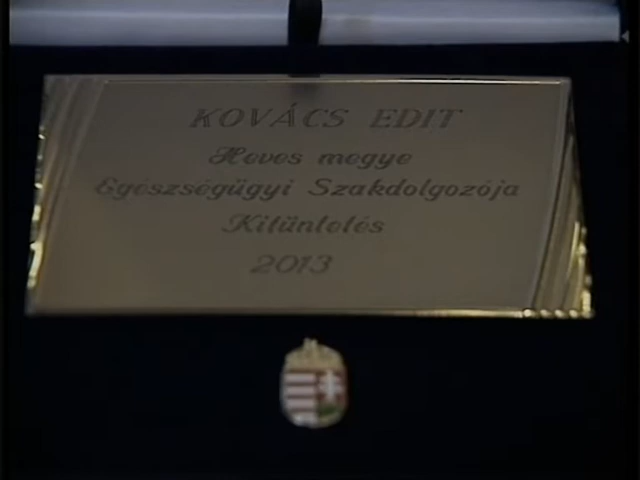 KOVÁCS EDIT
Heves megye
Egészségügyi Szakdolgozója
Kitüntetés
2013